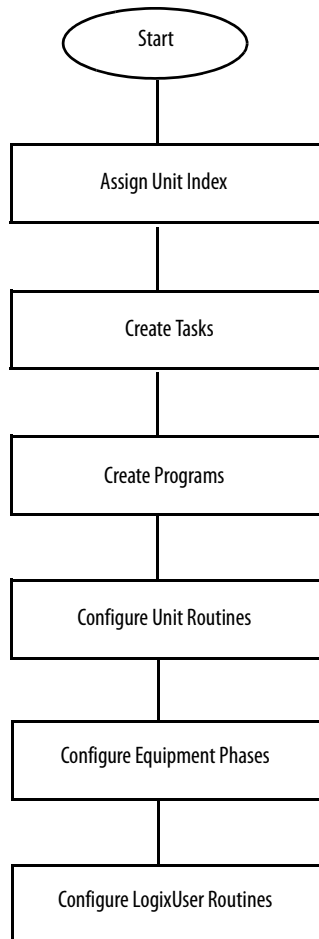 Start
Assign Unit Index
Create Tasks
Create Programs
Configure Unit Routines
Configure Equipment Phases
Configure LogixUser Routines